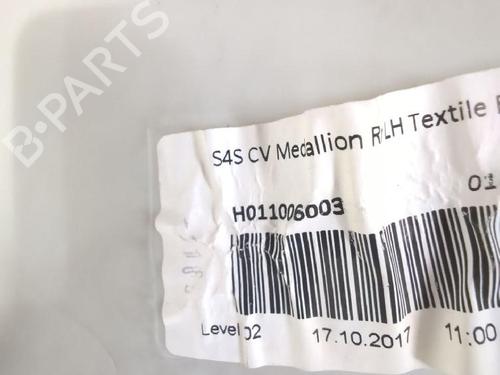 B-PARTS
S4S CV Medallion R/LH Textile
01
H011006003
Level 02 17.10.2017 11:00